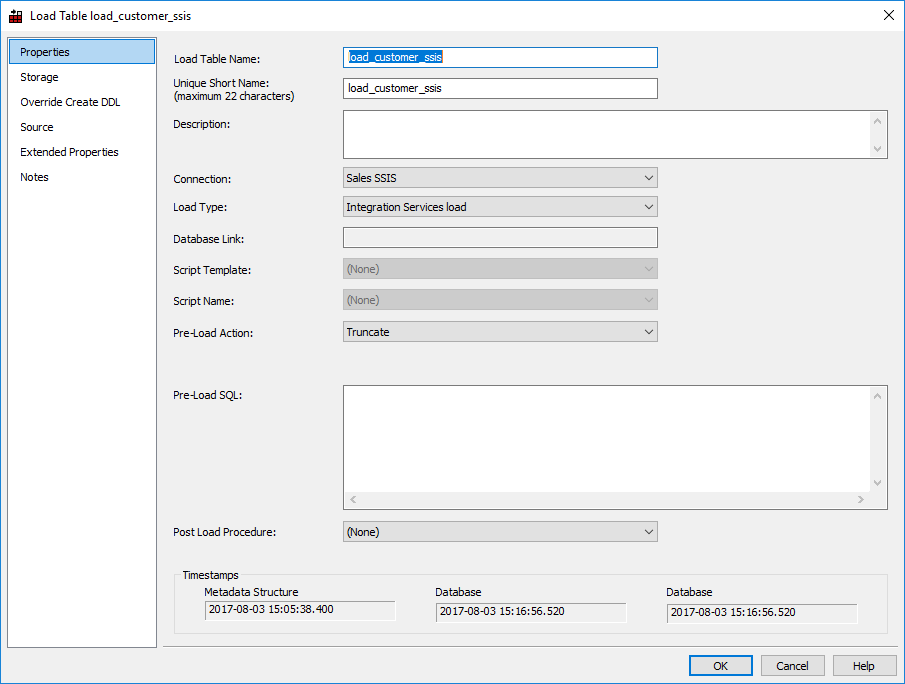 Load Table load_customer_ssis
Properties
Storage
Override Create DDL
Source
Extended Properties
Notes
Load Table Name:
load_customer_ssis
Unique Short Name:
(maximum 22 characters)
load_customer_ssis
Description:
Connection:
Sales SSIS
Load Type:
Integration Services load
Database Link:
Script Template:
(None)
Script Name:
(None)
Pre-Load Action:
Truncate
Pre-Load SQL:
Post Load Procedure:
(None)
Timestamps
Metadata Structure
2017-08-03 15:05:38.400
Database
2017-08-03 15:16:56.520
Database
2017-08-03 15:16:56.520
OK
Cancel
Help